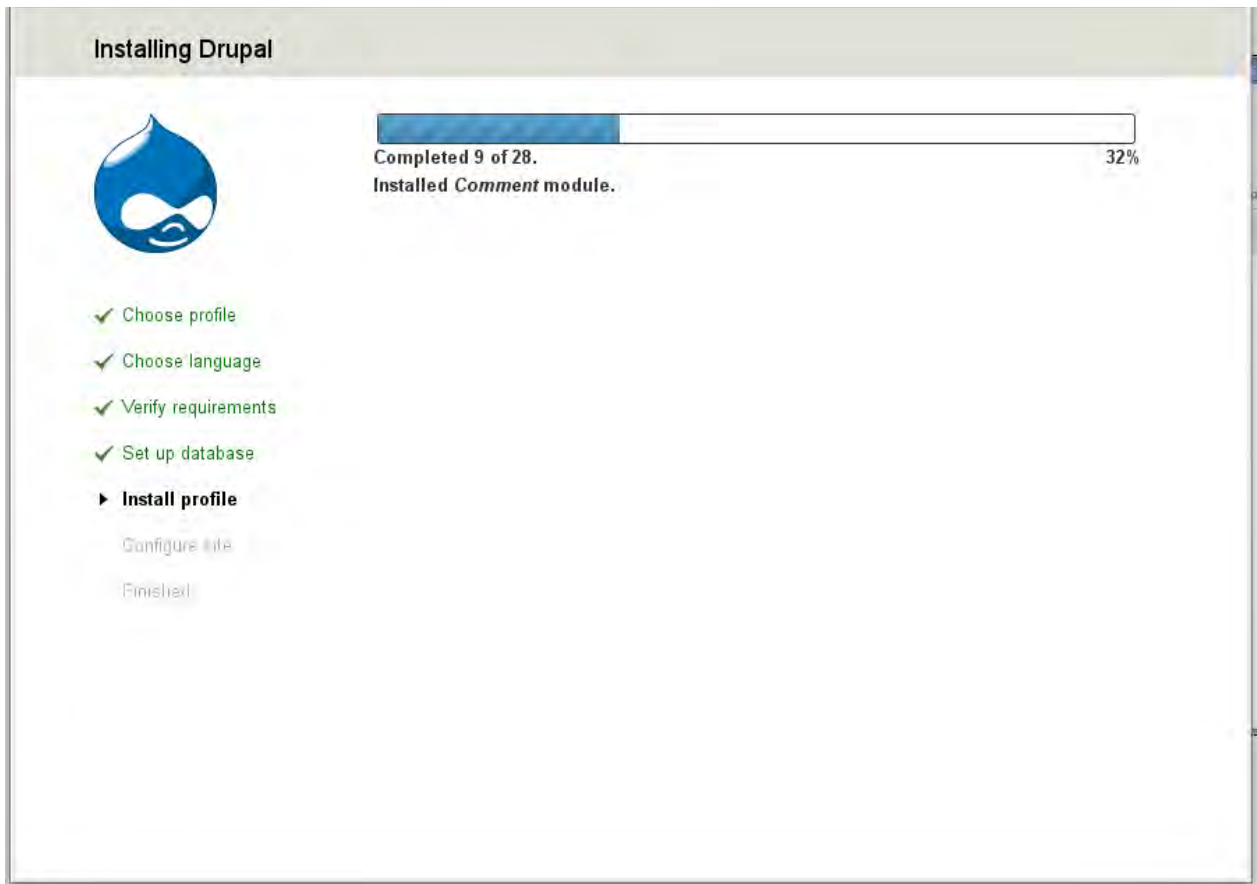 Installing Drupal
Completed 9 of 28.
32%
Installed Comment module.
Choose profile
Choose language
Verify requirements
Set up database
Install profile
Configure site
Finished